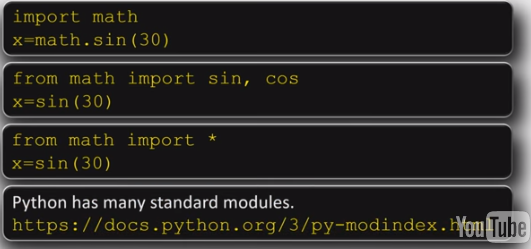 import math
x=math.sin(30)
from math import sin, cos
x=sin(30)
from math import *
x=sin(30)
Python has many standard modules.
https://docs.python.org/3/py-modindex.html
YouTube